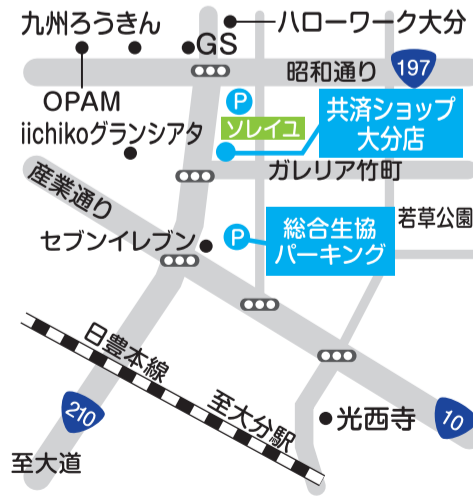 九州ろうきん
ハローワーク大分
GS
昭和通り
197
OPAM
P
共済ショップ
大分店
ソレイユ
iichikoグランシアタ
ガレリア竹町
産業通り
若草公園
セブンイレブン
P
総合生協
パーキング
日豊本線
至大分駅
210
光西寺
10
至大道